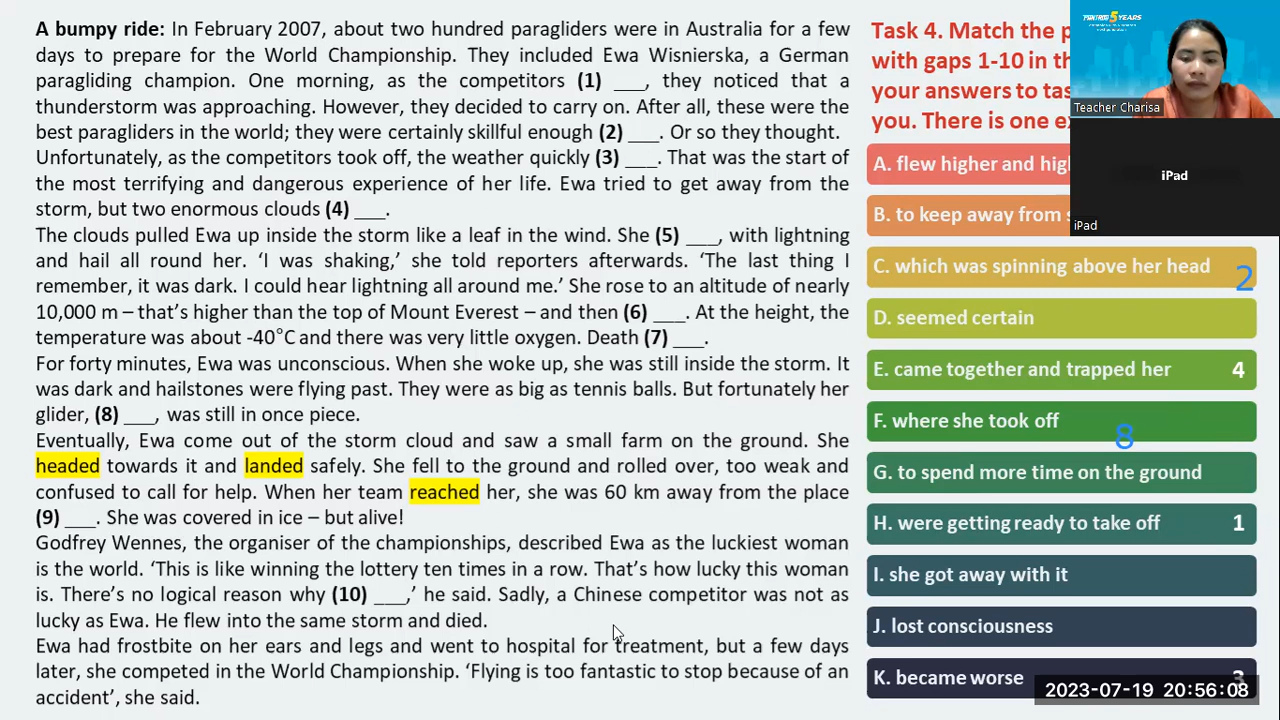 A bumpy ride: In February 2007, about two hundred paragliders were in Australia for a few
days to prepare for the World Championship. They included Ewa Wisnierska, a German
paragliding champion. One morning, as the competitors (1) ___, they noticed that a
thunderstorm was approaching. However, they decided to carry on. After all, these were the
best paragliders in the world; they were certainly skillful enough (2) ___. Or so they thought.
Unfortunately, as the competitors took off, the weather quickly (3) ___. That was the start of
the most terrifying and dangerous experience of her life. Ewa tried to get away from the
storm, but two enormous clouds (4) ___.
The clouds pulled Ewa up inside the storm like a leaf in the wind. She (5) ___, with lightning
and hail all round her. ‘I was shaking,’ she told reporters afterwards. ‘The last thing I
remember, it was dark. I could hear lightning all around me.’ She rose to an altitude of nearly
10,000 m – that’s higher than the top of Mount Everest – and then (6) ___. At the height, the
temperature was about -40°C and there was very little oxygen. Death (7) ___.
For forty minutes, Ewa was unconscious. When she woke up, she was still inside the storm. It
was dark and hailstones were flying past. They were as big as tennis balls. But fortunately her
glider, (8) ___, was still in once piece.
Eventually, Ewa come out of the storm cloud and saw a small farm on the ground. She
headed towards it and landed safely. She fell to the ground and rolled over, too weak and
confused to call for help. When her team reached her, she was 60 km away from the place
(9) ___. She was covered in ice – but alive!
Godfrey Wennes, the organiser of the championships, described Ewa as the luckiest woman
is the world. ‘This is like winning the lottery ten times in a row. That’s how lucky this woman
is. There’s no logical reason why (10) ___,’ he said. Sadly, a Chinese competitor was not as
lucky as Ewa. He flew into the same storm and died.
Ewa had frostbite on her ears and legs and went to hospital for treatment, but a few days
later, she competed in the World Championship. ‘Flying is too fantastic to stop because of an
accident’, she said.
Task 4. Match the
with gaps 1-10 in
your answers to
you. There is one
A. flew higher and
B. to keep away from
C. which was spinning above her head
2
D. seemed certain
E. came together and trapped her 4
F. where she took off
8
G. to spend more time on the ground
H. were getting ready to take off 1
I. she got away with it
J. lost consciousness
K. became worse 3
5 YEARS
Teacher Charisa
iPad
iPad
2023-07-19 20:56:08